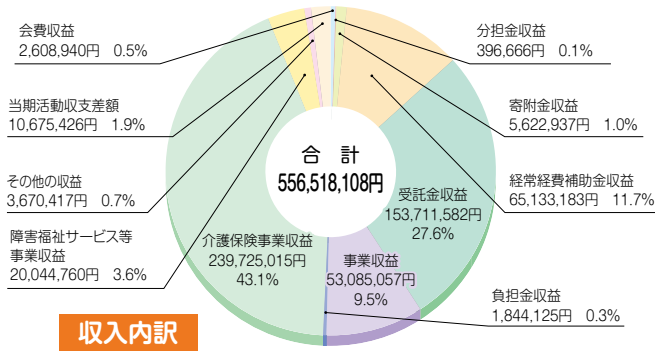 会費収益
2,608,940円 0.5%
分担金収益
396,666円 0.1%
当期活動収支差額
10,675,426円 1.9%
寄附金収益
5,622,937円 1.0%
合 計
556,518,108円
その他の収益
3,670,417円 0.7%
経常経費補助金収益
65,133,183円 11.7%
受託金収益
153,711,582円
27.6%
障害福祉サービス等
事業収益
20,044,760円 3.6%
介護保険事業収益
239,725,015円
43.1%
事業収益
53,085,057円
9.5%
負担金収益
1,844,125円 0.3%
収入内訳